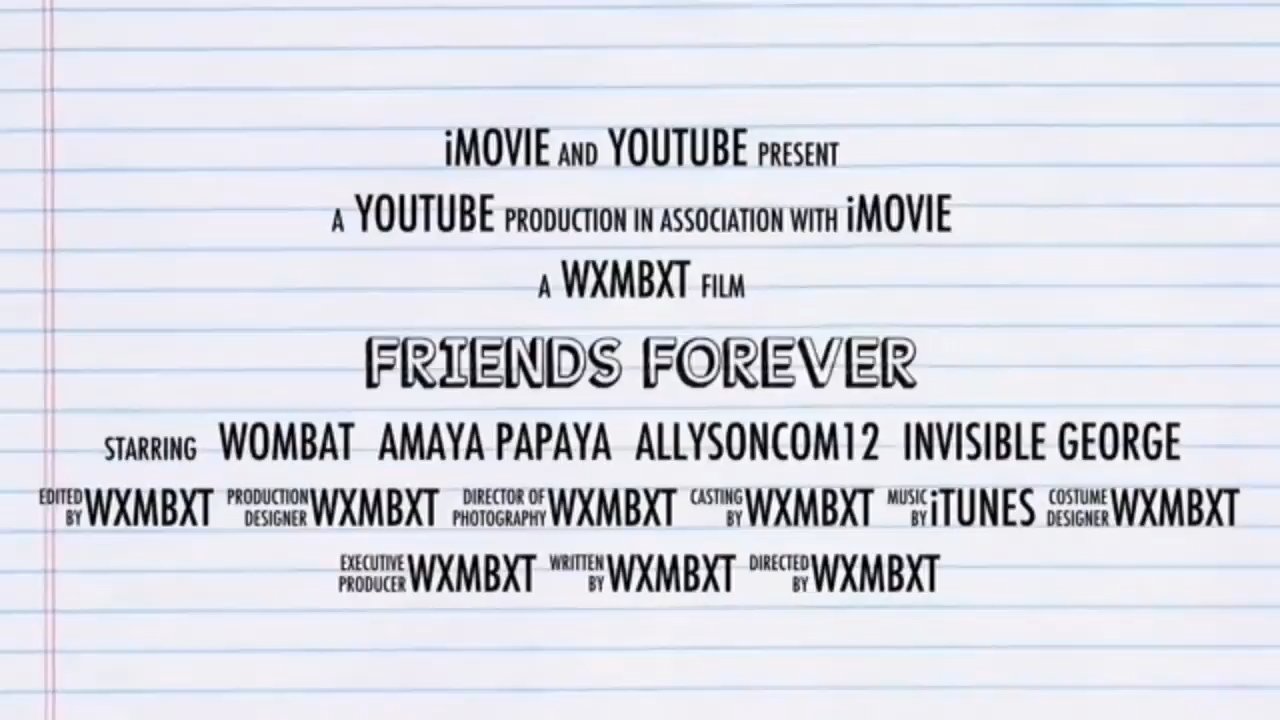 iMOVIE AND YOUTUBE PRESENT
A YOUTUBE PRODUCTION IN ASSOCIATION WITH iMOVIE
A WXMBXT FILM
FRIENDS FOREVER
STARRING WOMBAT AMAYA PAPAYA ALLYSONCOM12 INVISIBLE GEORGE
EDITED BY WXMBXT PRODUCTION DESIGNER WXMBXT DIRECTOR OF PHOTOGRAPHY WXMBXT CASTING BY WXMBXT MUSIC BY iTUNES COSTUME DESIGNER WXMBXT
EXECUTIVE PRODUCER WXMBXT WRITTEN BY WXMBXT DIRECTED BY WXMBXT